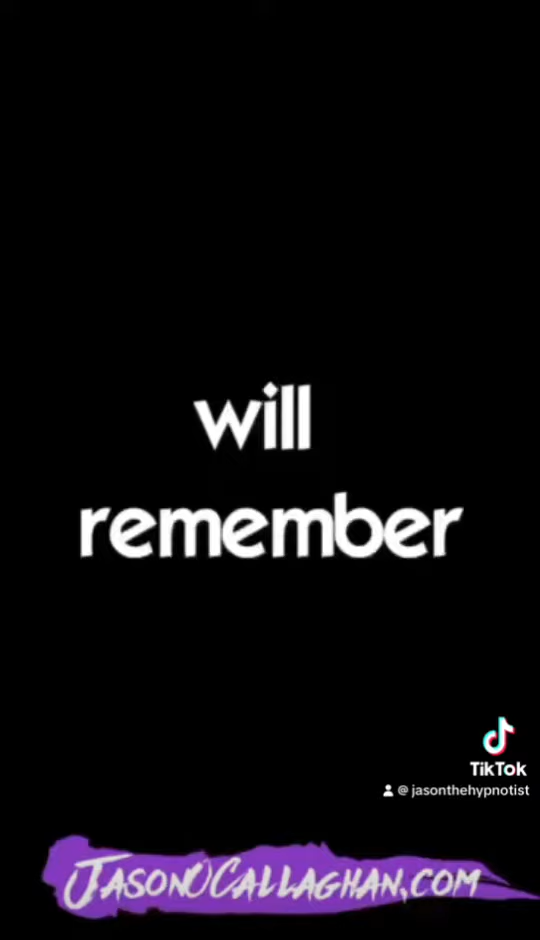 will
remember
TikTok
@ jasonthehypnotist
JASONOCALLAGHAN.COM